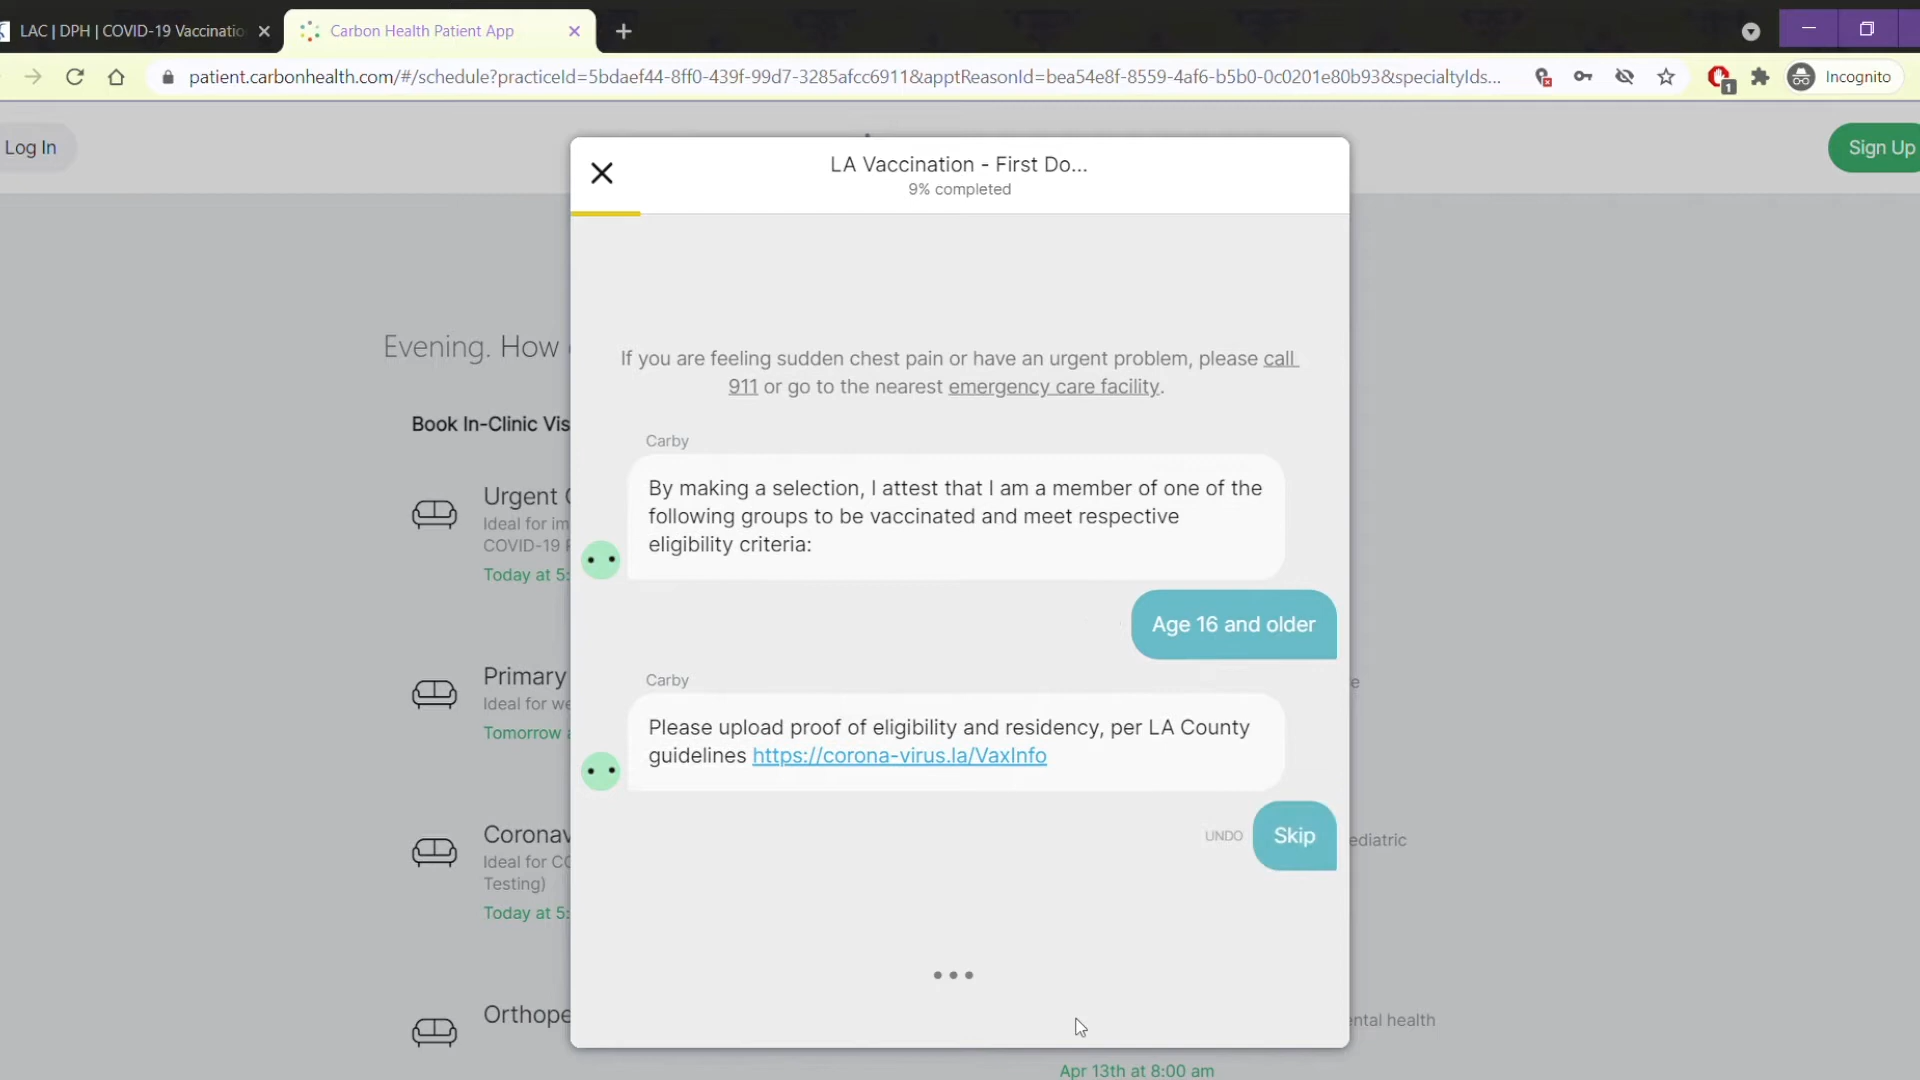 LAC | DPH | COVID-19 Vaccinatio
Carbon Health Patient App
patient.carbonhealth.com/#/schedule?practiceId=5bdaef44-8ff0-439f-99d7-3285afcc6911&apptReasonId=bea54e8f-8559-4af6-b5b0-0c0201e80b93&specialtyIds...
1
Incognito
Log In
Sign Up
LA Vaccination - First Do...
9% completed
Evening. How
Book In-Clinic Vis
Urgent
Ideal for im
COVID-19
Today at 5:
Primary
Ideal for we
Tomorrow
Coronav
Ideal for CO
Testing)
Today at 5:
Orthope
If you are feeling sudden chest pain or have an urgent problem, please call
911 or go to the nearest emergency care facility.
Carby
By making a selection, I attest that I am a member of one of the
following groups to be vaccinated and meet respective
eligibility criteria:
Age 16 and older
Carby
Please upload proof of eligibility and residency, per LA County
guidelines https://corona-virus.la/VaxInfo
UNDO
Skip
e
ediatric
ental health
Apr 13th at 8:00 am